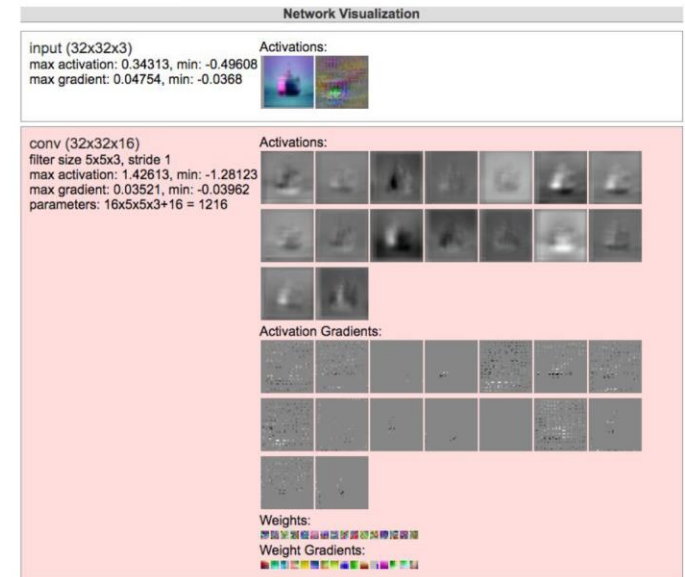 Network Visualization
input (32x32x3)
max activation: 0.34313, min: -0.49608
max gradient: 0.04754, min: -0.0368
Activations:
conv (32x32x16)
filter size 5x5x3, stride 1
max activation: 1.42613, min: -1.28123
max gradient: 0.03521, min: -0.03962
parameters: 16x5x5x3+16 = 1216
Activations:
Activation Gradients:
Weights:
Weight Gradients: